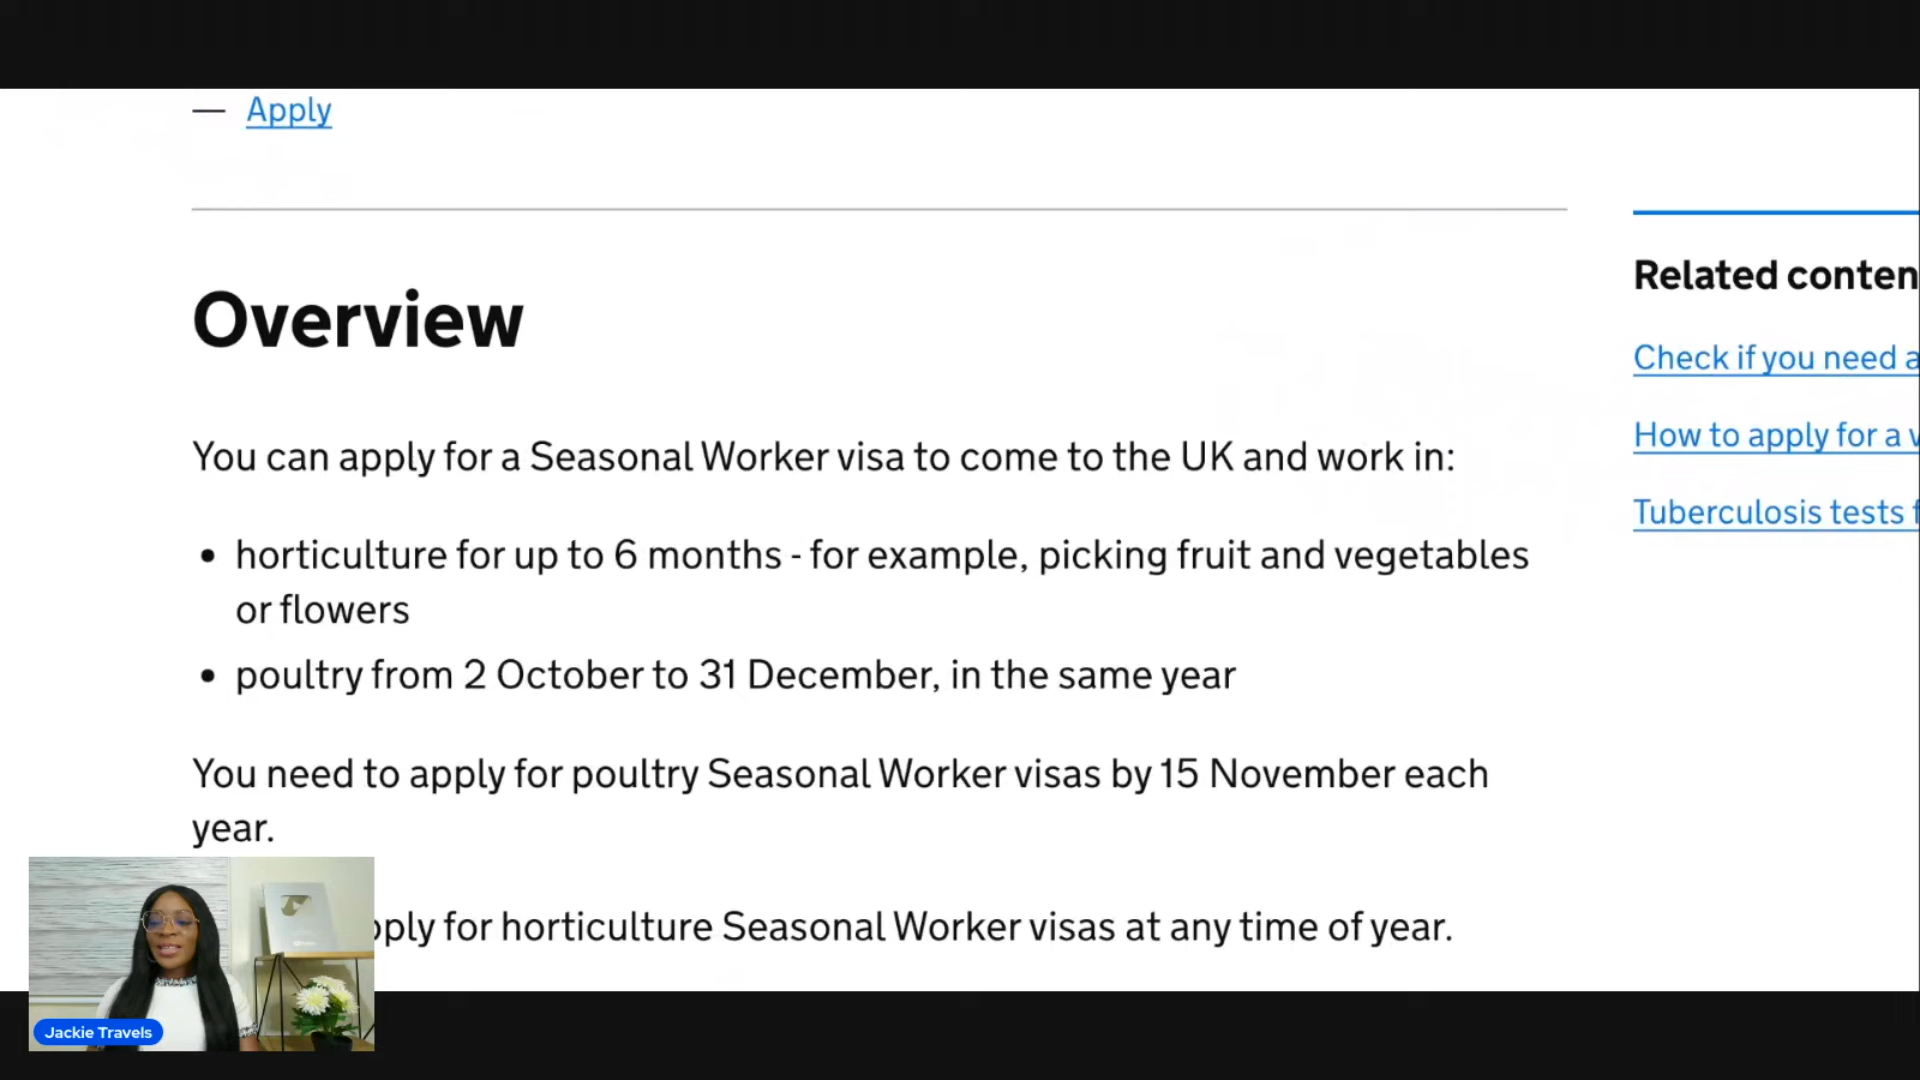 — Apply
Overview
You can apply for a Seasonal Worker visa to come to the UK and work in:
• horticulture for up to 6 months - for example, picking fruit and vegetables
or flowers
• poultry from 2 October to 31 December, in the same year
You need to apply for poultry Seasonal Worker visas by 15 November each
year.
pply for horticulture Seasonal Worker visas at any time of year.
Related conten
Check if you need a
How to apply for a v
Tuberculosis tests f
Jackie Travels